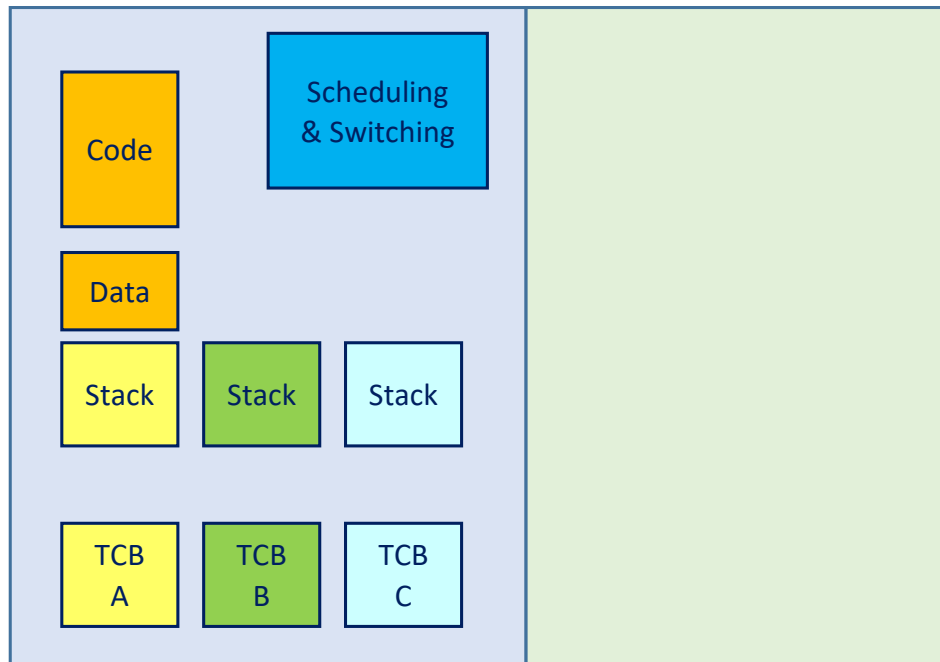 Scheduling
& Switching
Code
Data
Stack
Stack
Stack
TCB
A
TCB
B
TCB
C